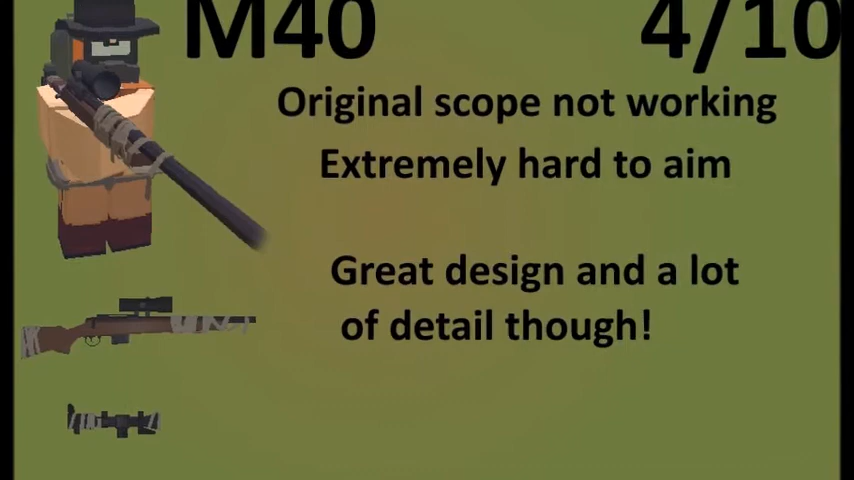 M40 4/10
Original scope not working
Extremely hard to aim
Great design and a lot
of detail though!